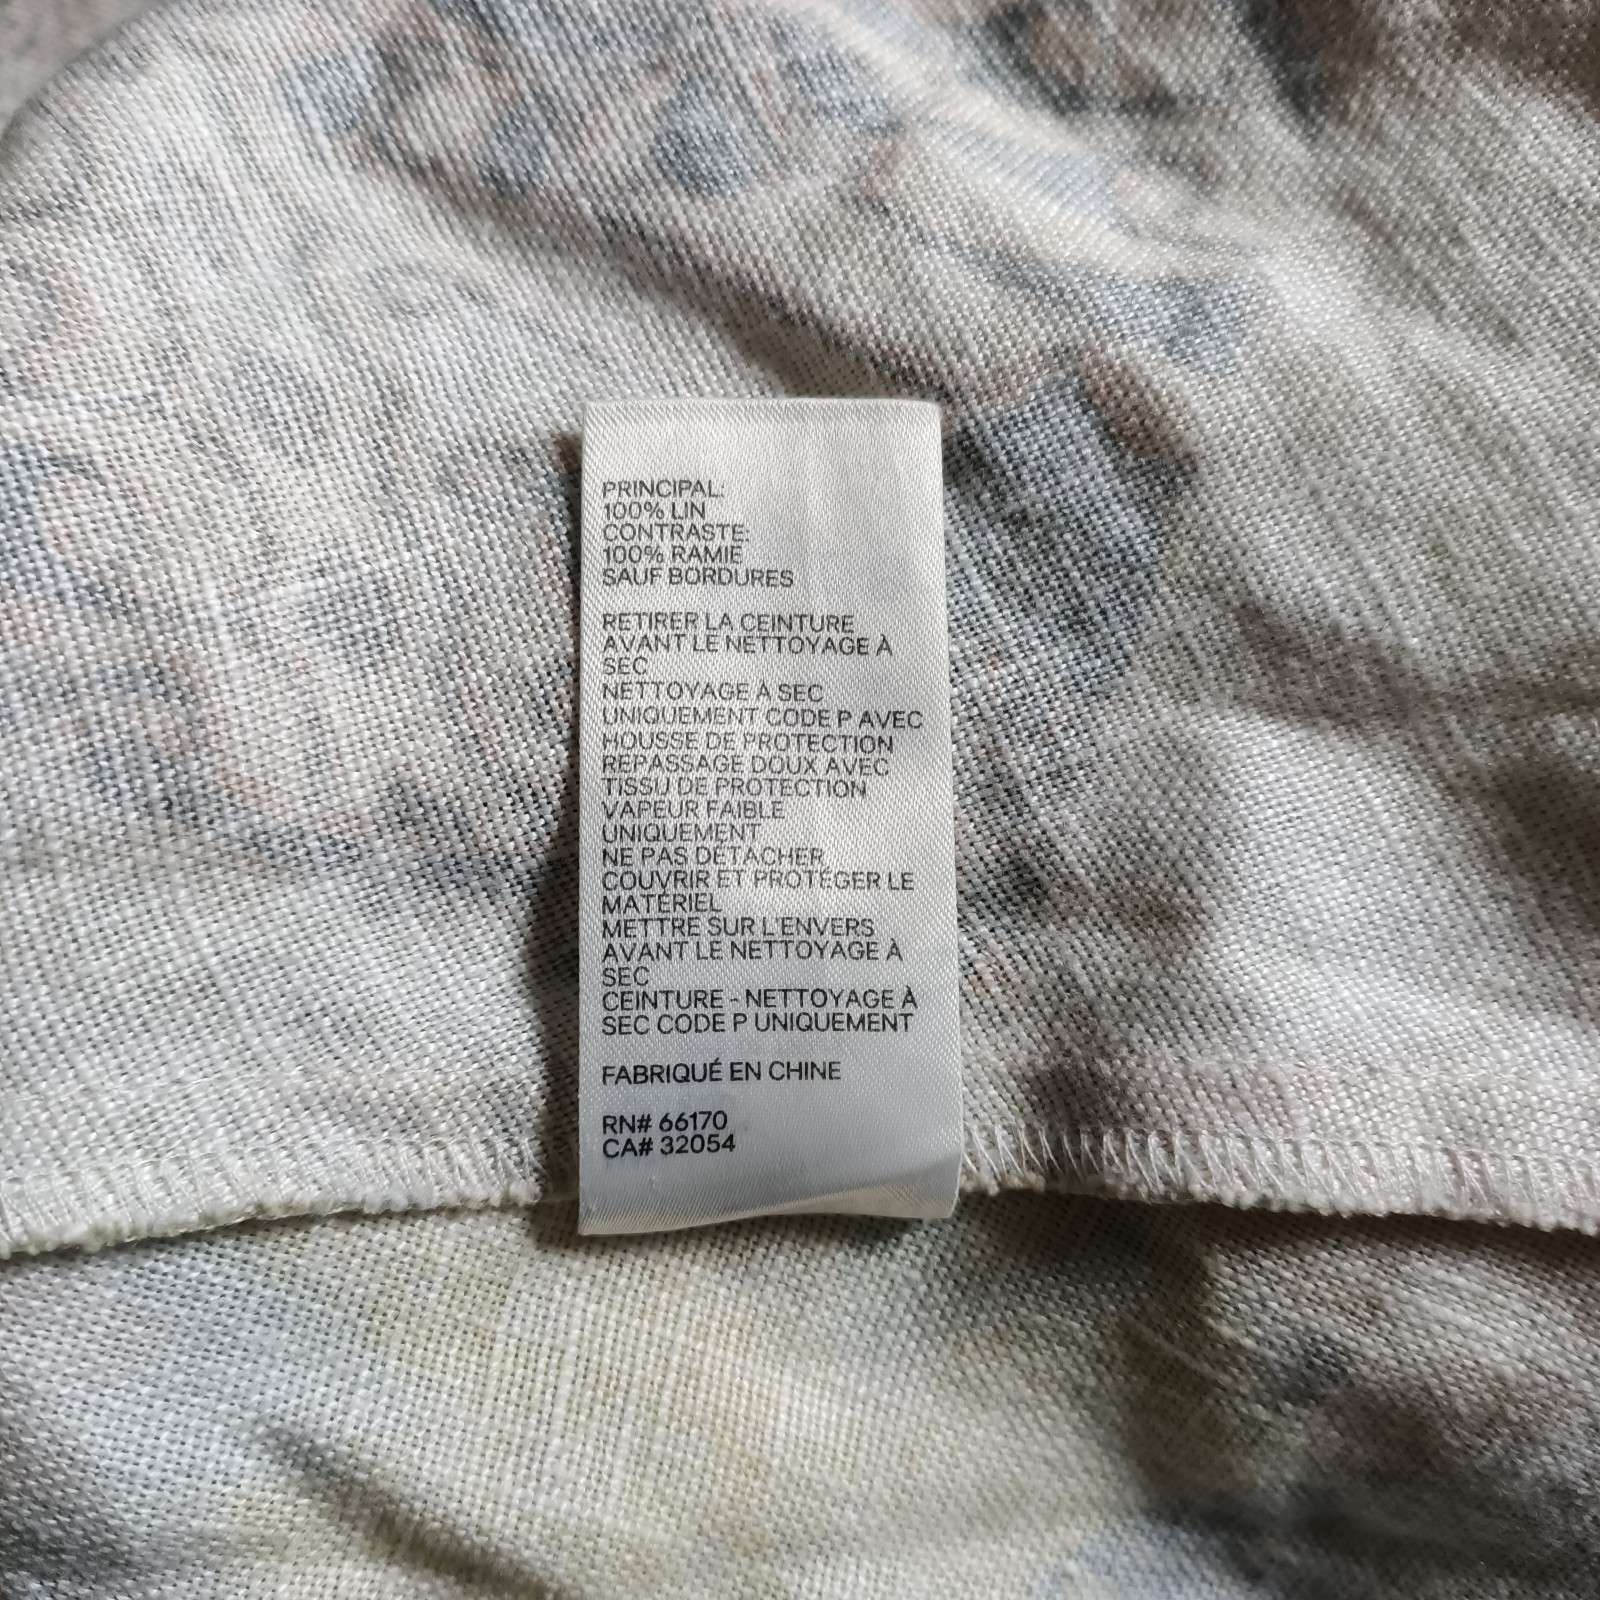 PRINCIPAL:
100% LIN
CONTRASTE:
100% RAMIE
SAUF BORDURES
RETIRER LA CEINTURE
AVANT LE NETTOYAGE À
SEC
NETTOYAGE À SEC
UNIQUEMENT CODE P AVEC
HOUSSE DE PROTECTION
REPASSAGE DOUX AVEC
TISSU DE PROTECTION
VAPEUR FAIBLE
UNIQUEMENT
NE PAS DÉTACHER
COUVRIR ET PROTÉGER LE
MATÉRIEL
METTRE SUR L'ENVERS
AVANT LE NETTOYAGE À
SEC
CEINTURE - NETTOYAGE À
SEC CODE P UNIQUEMENT
FABRIQUÉ EN CHINE
RN# 66170
CA# 32054